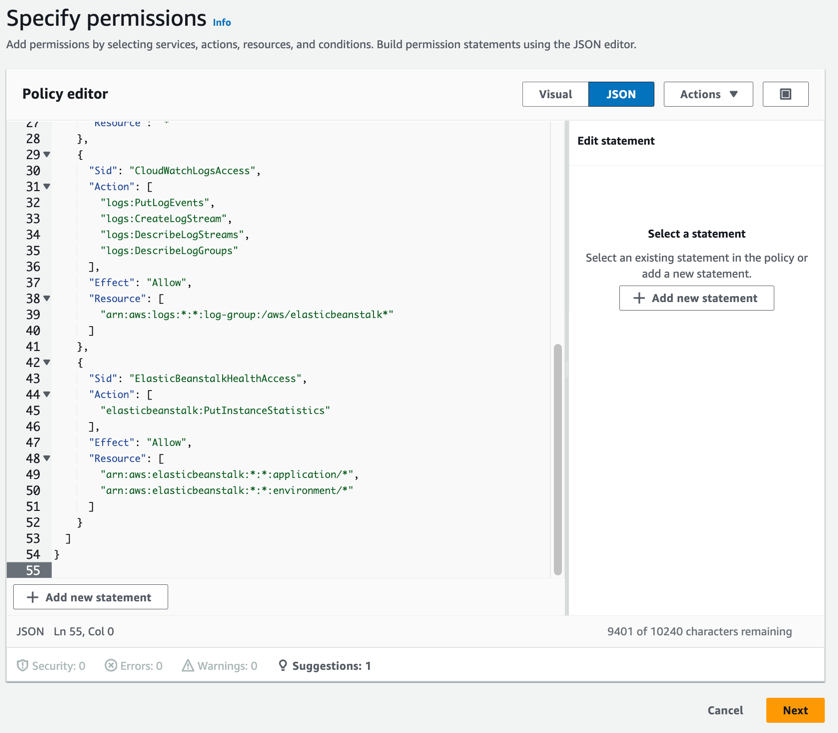 Specify permissions Info
Add permissions by selecting services, actions, resources, and conditions. Build permission statements using the JSON editor.
Policy editor
Visual JSON Actions
27 "Resource": "*"
28 },
29 {
30 "Sid": "CloudWatchLogsAccess",
31 "Action": [
32 "logs:PutLogEvents",
33 "logs:CreateLogStream",
34 "logs:DescribeLogStreams",
35 "logs:DescribeLogGroups"
36 ],
37 "Effect": "Allow",
38 "Resource": [
39 "arn:aws:logs:*:*:log-group:/aws/elasticbeanstalk*"
40 ]
41 },
42 {
43 "Sid": "ElasticBeanstalkHealthAccess",
44 "Action": [
45 "elasticbeanstalk:PutInstanceStatistics"
46 ],
47 "Effect": "Allow",
48 "Resource": [
49 "arn:aws:elasticbeanstalk:*:*:application/*",
50 "arn:aws:elasticbeanstalk:*:*:environment/*"
51 ]
52 }
53 ]
54 }
55
+ Add new statement
Edit statement
Select a statement
Select an existing statement in the policy or
add a new statement.
+ Add new statement
JSON Ln 55, Col 0
9401 of 10240 characters remaining
Security: 0 Errors: 0 Warnings: 0 Suggestions: 1
Cancel Next